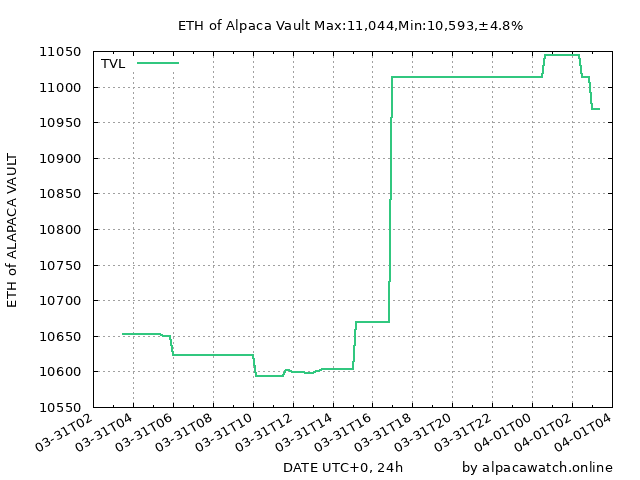 ETH of Alpaca Vault Max:11,044,Min:10,593,±4.8%
TVL
11050
11000
10950
10900
10850
10800
10750
10700
10650
10600
10550
ETH of ALAPACA VAULT
03-31T02
03-31T04
03-31T06
03-31T08
03-31T10
03-31T12
03-31T14
03-31T16
03-31T18
03-31T20
03-31T22
04-01T00
04-01T02
04-01T04
DATE UTC+0, 24h
by alpacawatch.online